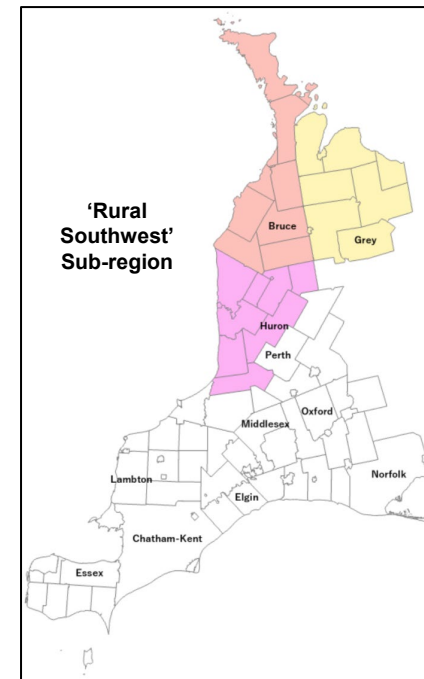 ‘Rural
Southwest’
Sub-region
Bruce
Grey
Huron
Perth
Oxford
Middlesex
Lambton
Norfolk
Elgin
Chatham-Kent
Essex